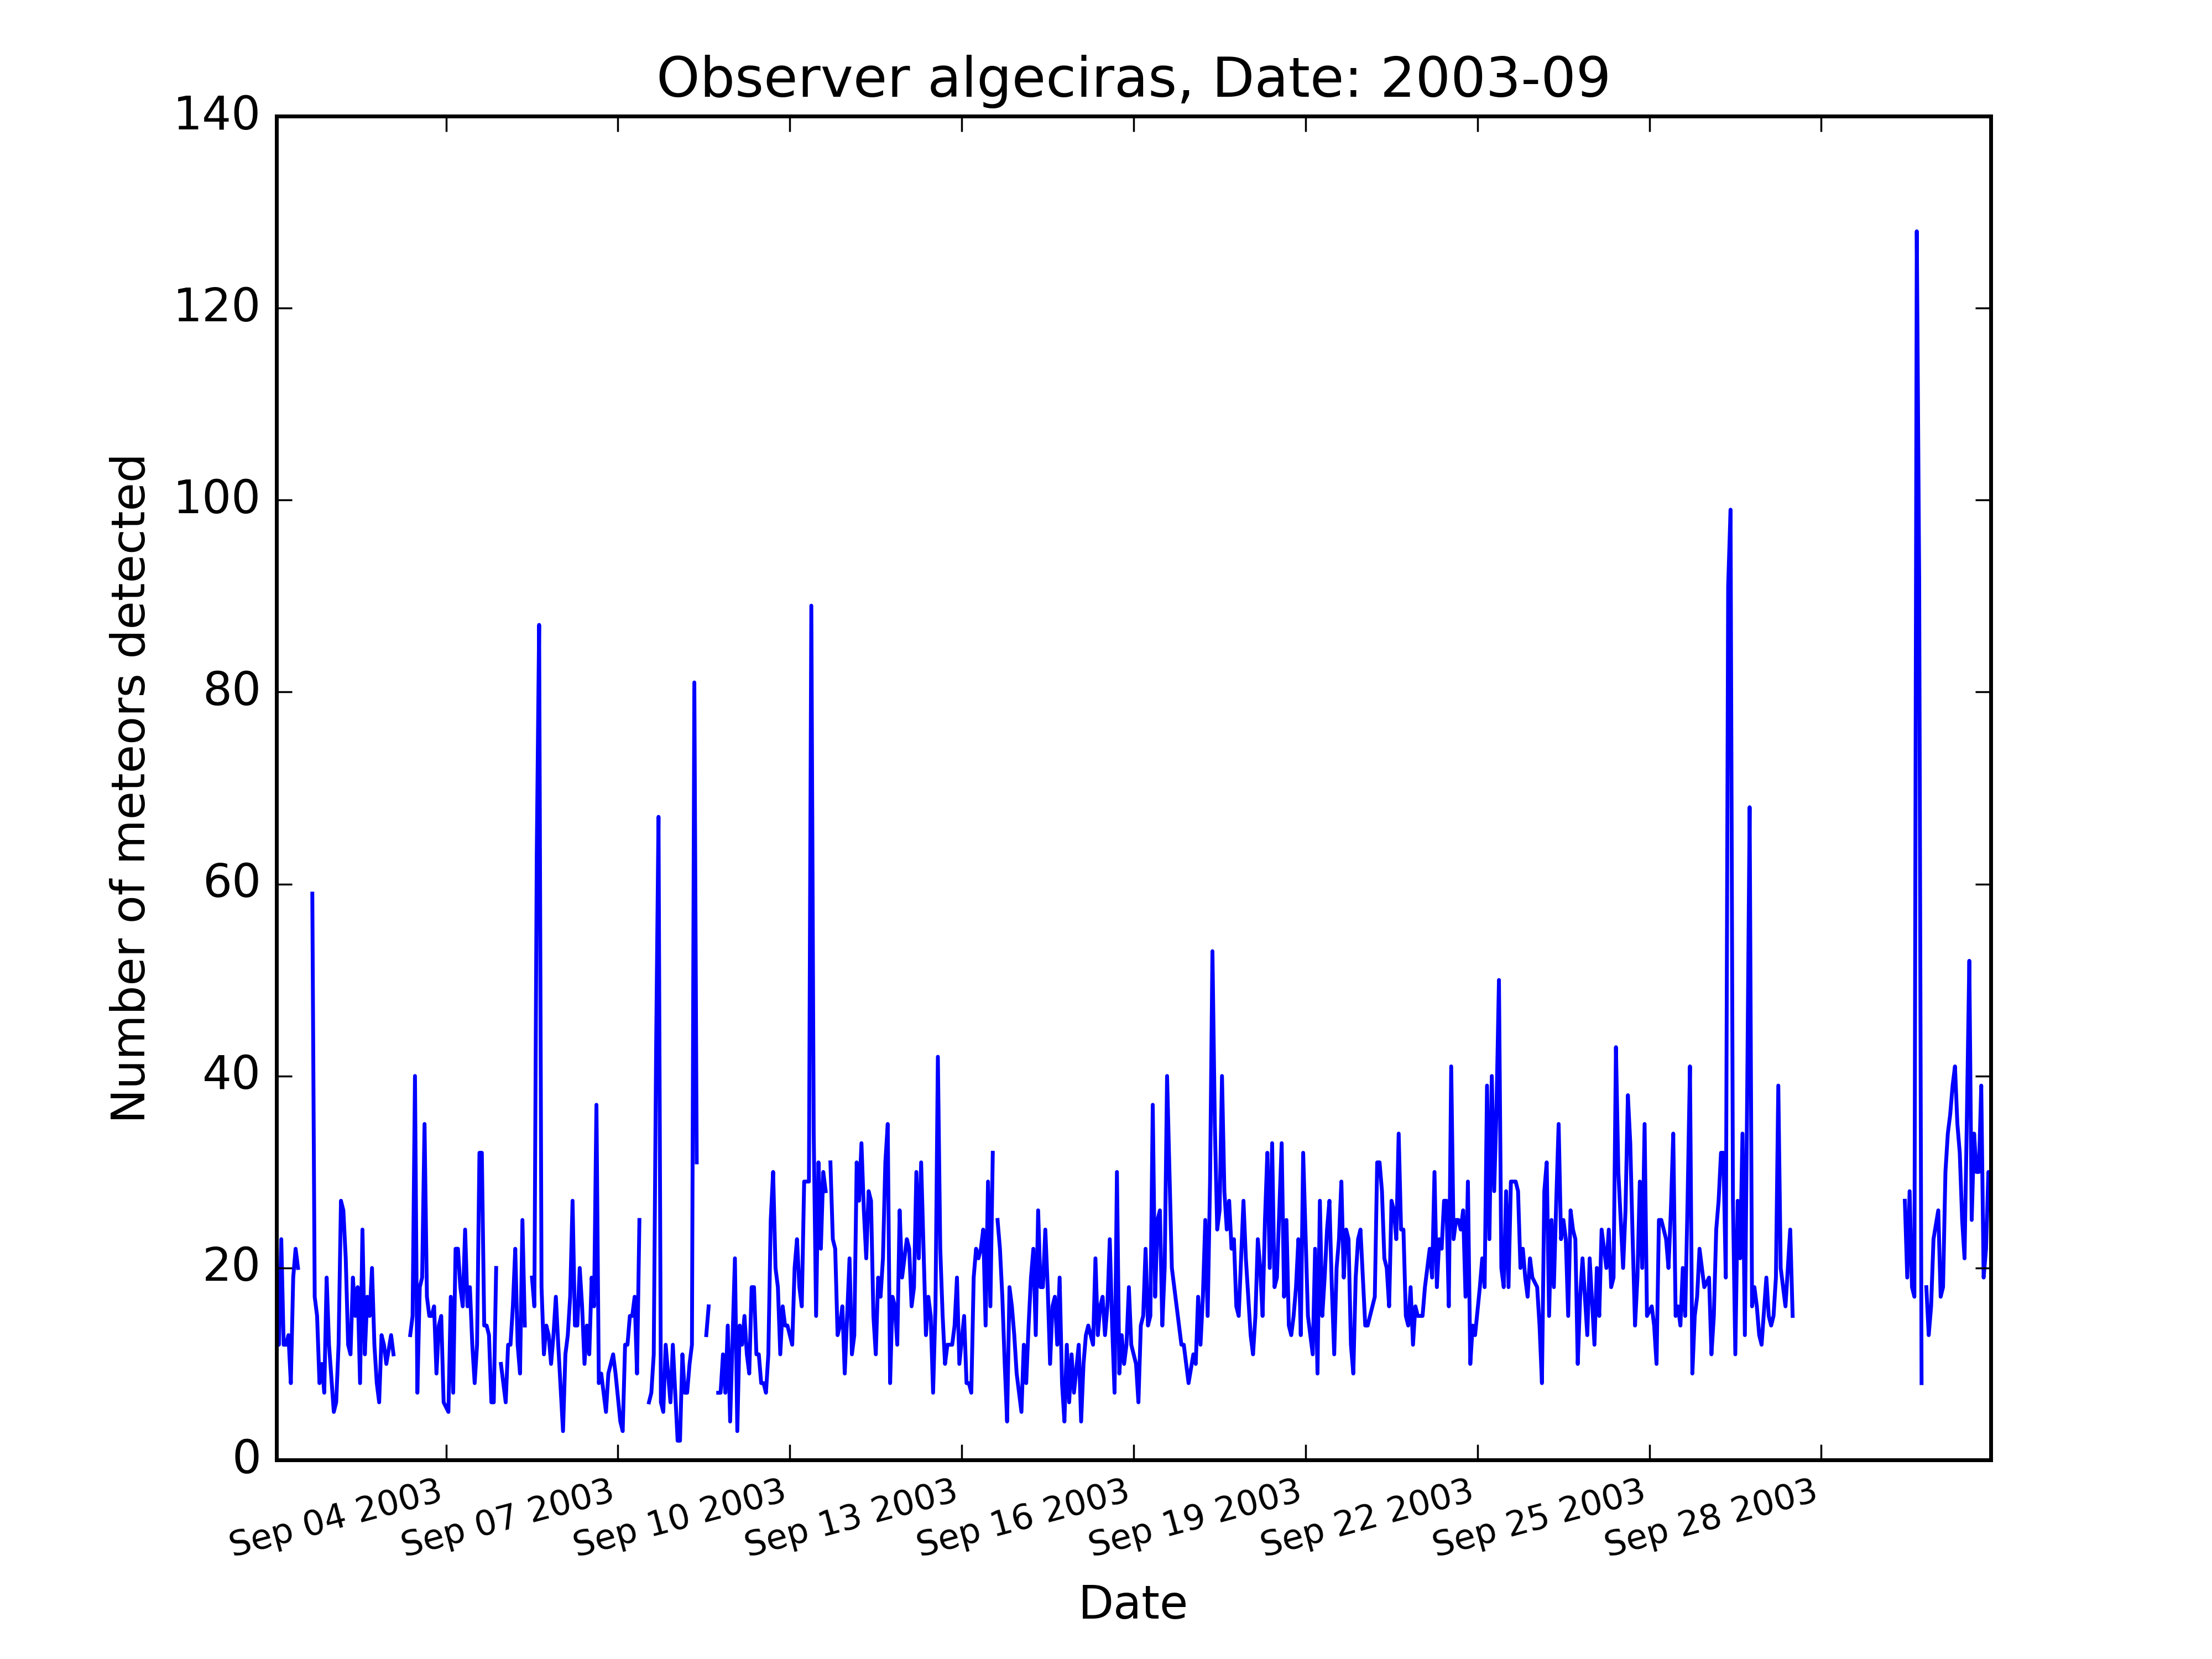 Observer algeciras, Date: 2003-09
140
120
100
80
60
40
20
0
Number of meteors detected
Sep 04 2003
Sep 07 2003
Sep 10 2003
Sep 13 2003
Sep 16 2003
Sep 19 2003
Sep 22 2003
Sep 25 2003
Sep 28 2003
Date